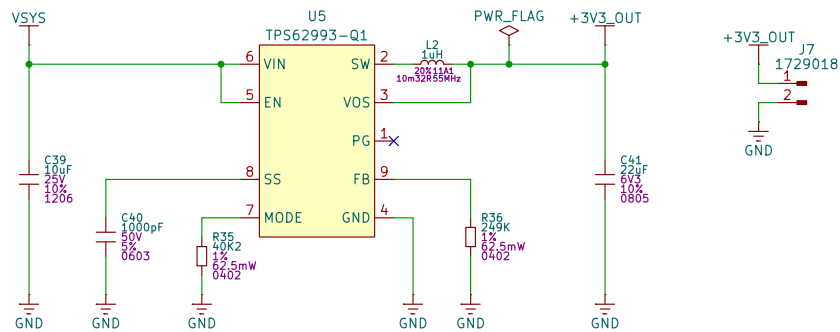 VSYS
U5
TPS62993-Q1
PWR_FLAG
+3V3_OUT
+3V3_OUT
J7
1729018
1
2
GND
6
VIN
5
EN
8
SS
7
MODE
SW
2
VOS
3
PG
1
FB
9
GND
4
L2
1uH
20%11A1
10m32R55MHz
C39
10uF
25V
10%
1206
C40
1000pF
50V
5%
0603
R35
40K2
1%
62.5mW
0402
R36
249K
1%
62.5mW
0402
C41
22uF
6V3
10%
0805
GND
GND
GND
GND
GND
GND